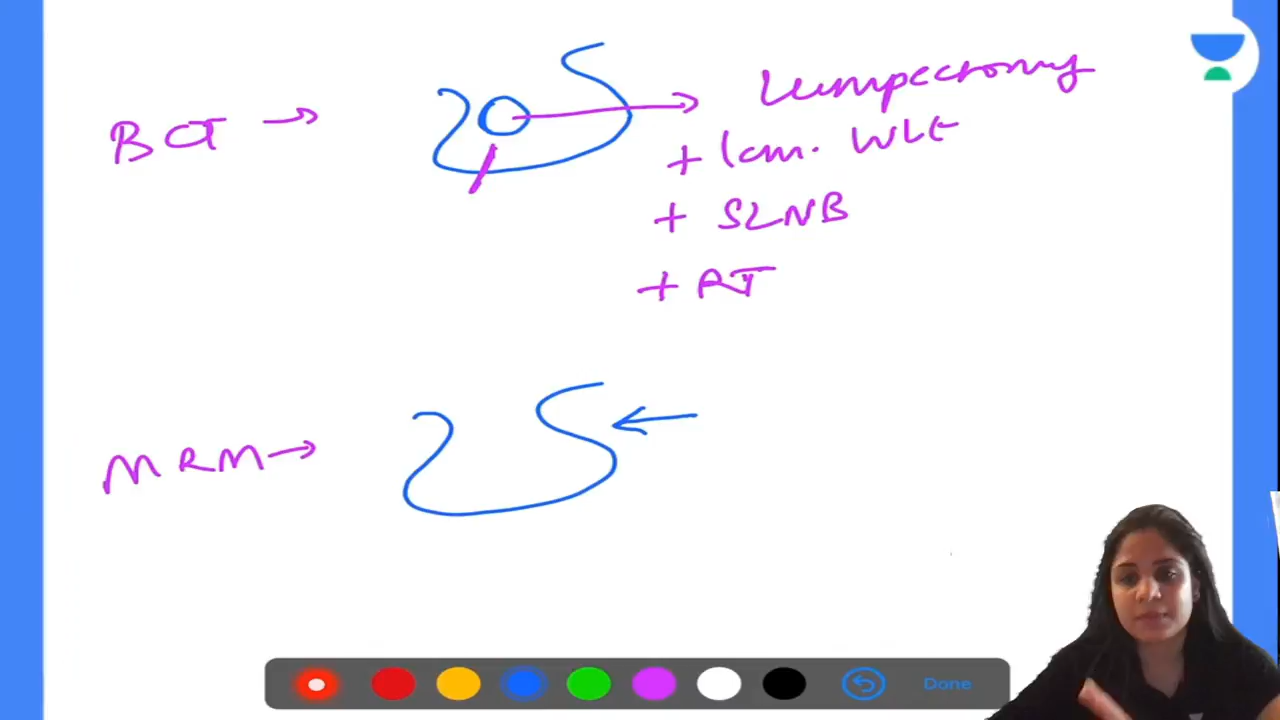 BCT →
Lumpectomy
+ 1cm. WLE
+ SLNB
+ RT
MRM →
Done